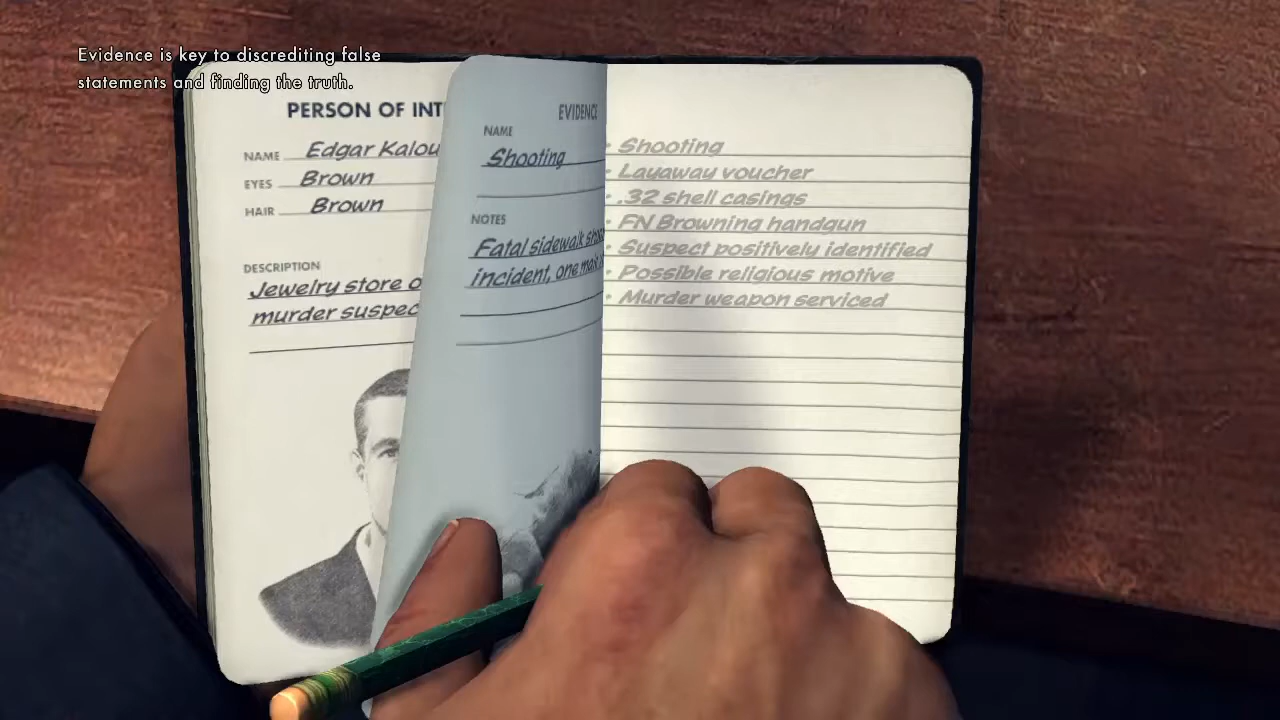 Evidence is key to discrediting false
statements and finding the truth.
PERSON OF INT
NAME Edgar Kalou
EYES Brown
HAIR Brown
DESCRIPTION
Jewelry store o
murder suspec
EVIDENCE
NAME
Shooting
NOTES
Fatal sidewalk shoo
incident, one male
• Shooting
• Layaway voucher
• .32 shell casings
• FN Browning handgun
• Suspect positively identified
• Possible religious motive
• Murder weapon serviced